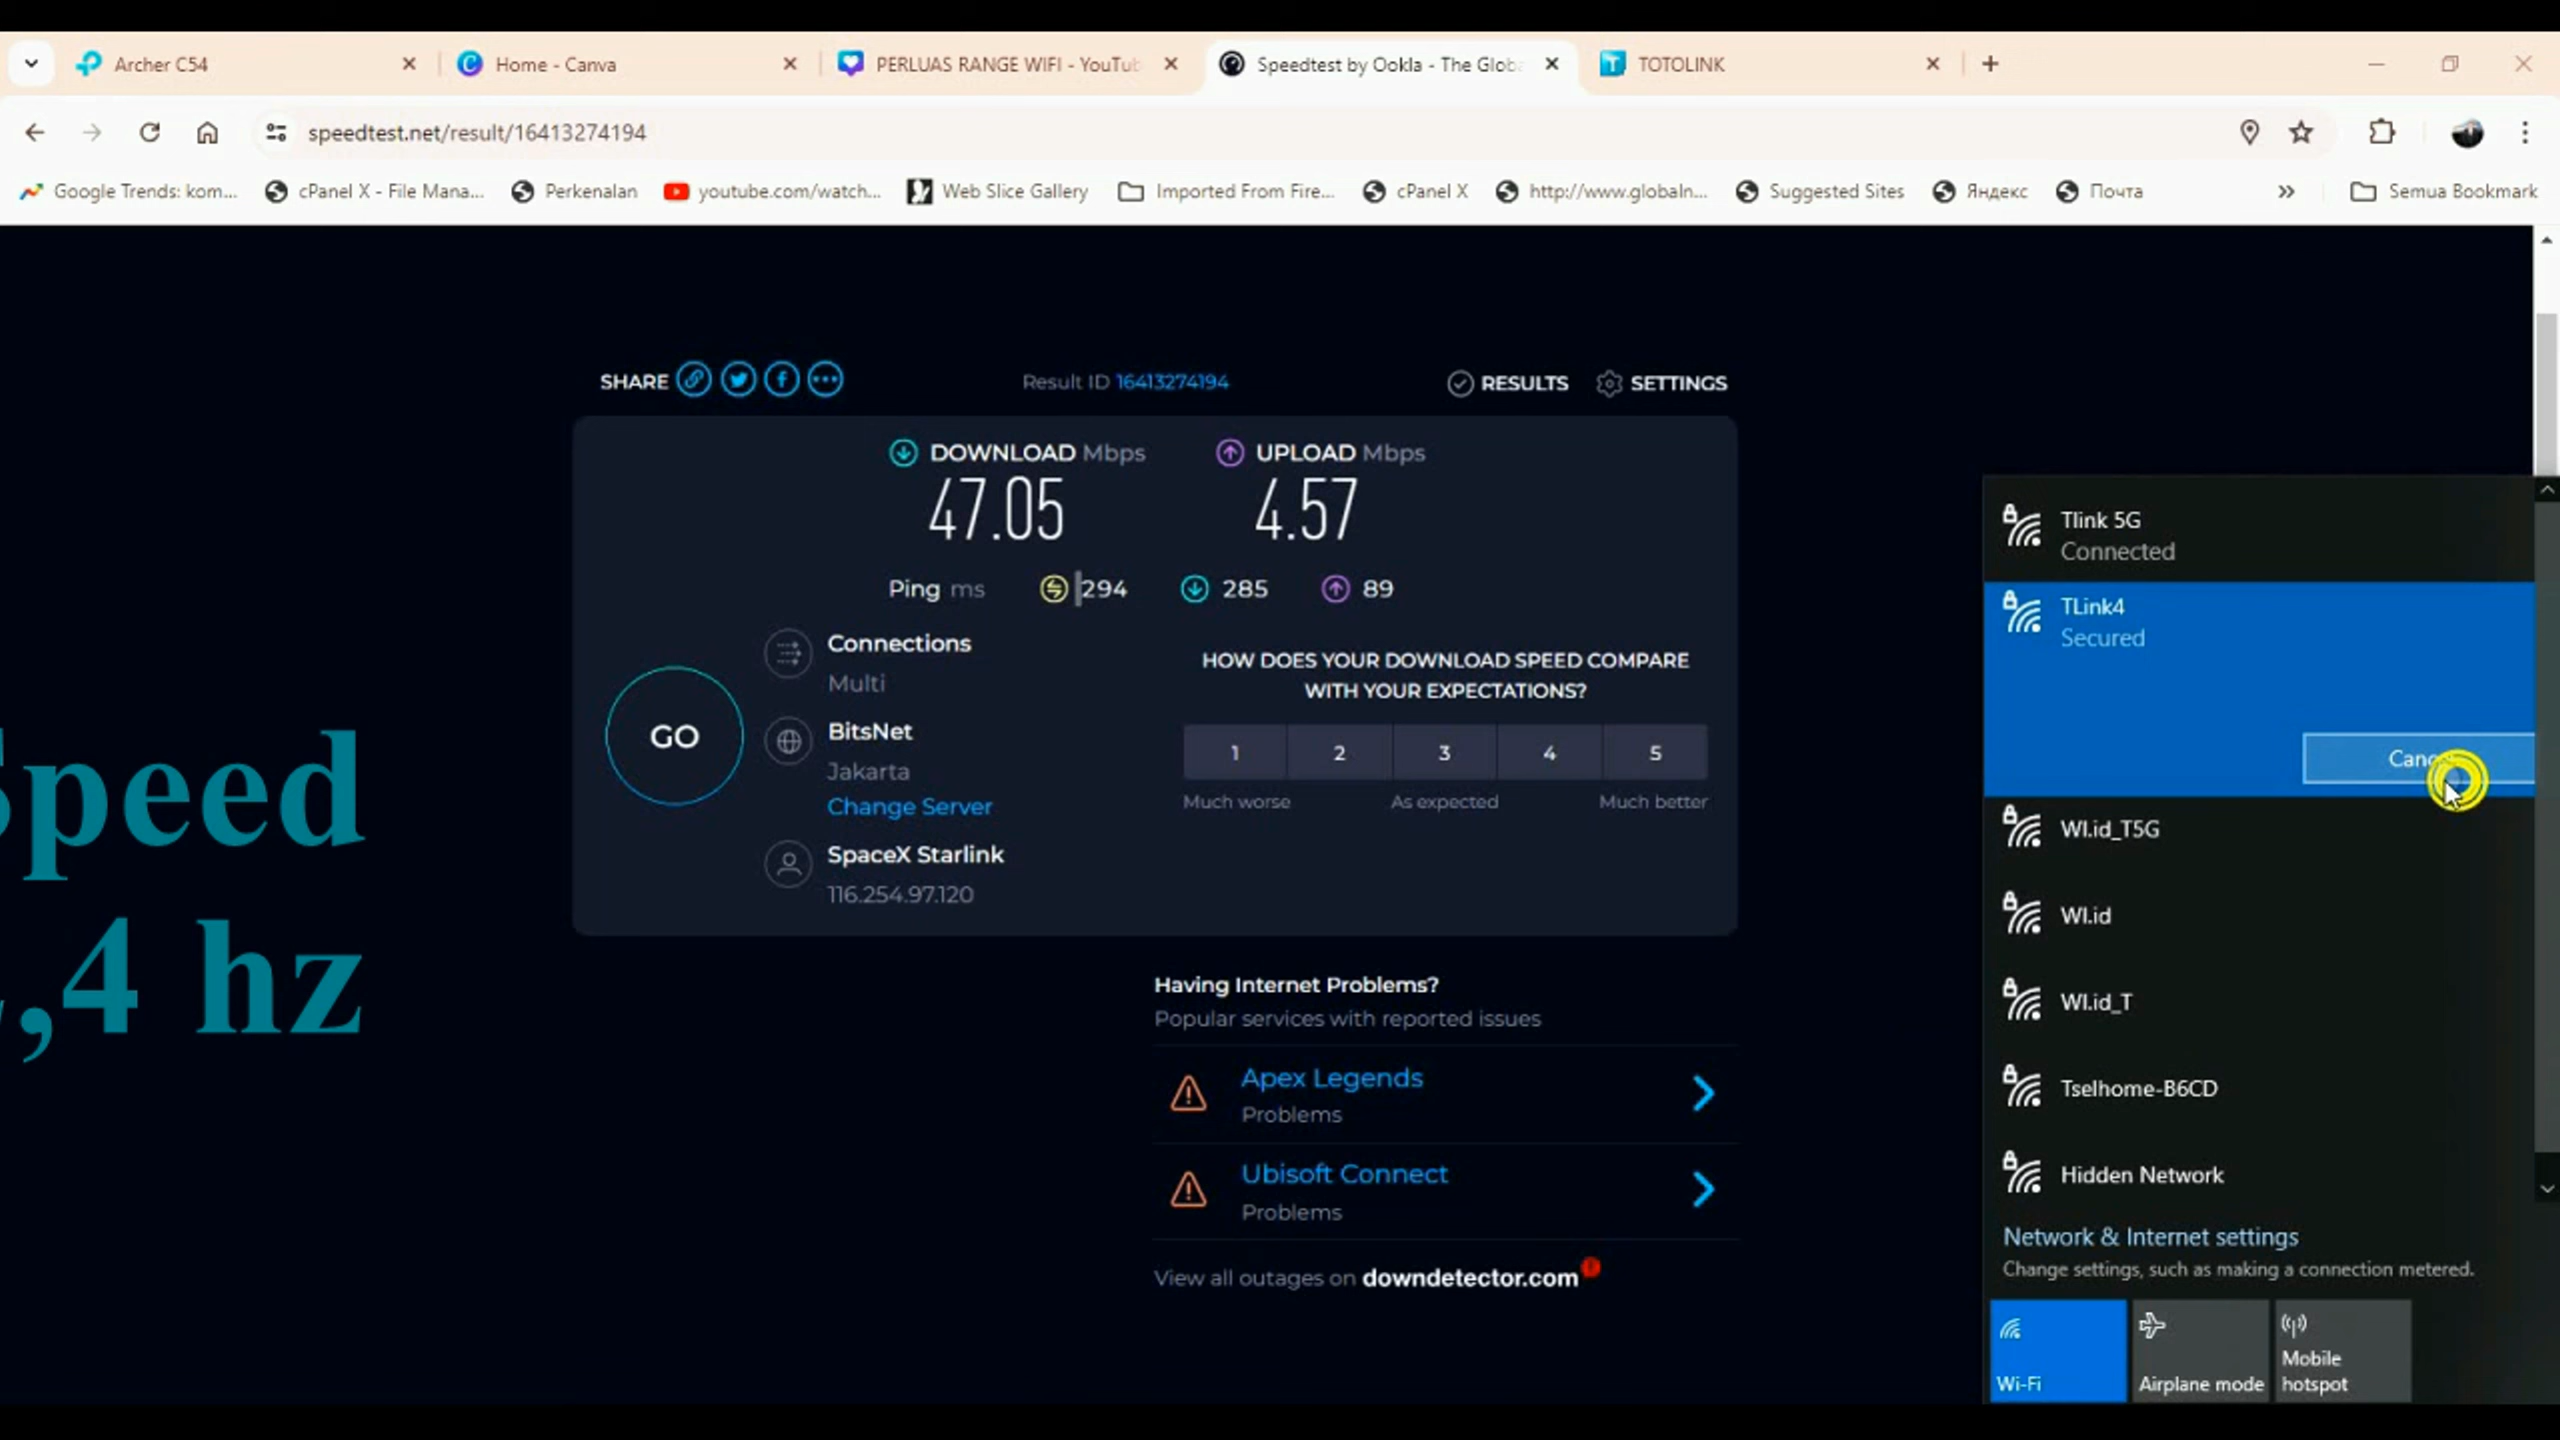 Archer C54
Home - Canva
PERLUAS RANGE WIFI - YouTub
Speedtest by Ookla - The Glob
TOTOLINK
speedtest.net/result/16413274194
Google Trends: kom...
cPanel X - File Mana...
Perkenalan
youtube.com/watch...
Web Slice Gallery
Imported From Fire...
cPanel X
http://www.globaln...
Suggested Sites
Яндекс
Почта
Semua Bookmark
SHARE
Result ID 16413274194
RESULTS
SETTINGS
DOWNLOAD Mbps
UPLOAD Mbps
47.05
4.57
Ping ms
294
285
89
GO
Connections
Multi
BitsNet
Jakarta
Change Server
SpaceX Starlink
116.254.97.120
HOW DOES YOUR DOWNLOAD SPEED COMPARE
WITH YOUR EXPECTATIONS?
1 2 3 4 5
Much worse
As expected
Much better
Having Internet Problems?
Popular services with reported issues
Apex Legends
Problems
Ubisoft Connect
Problems
View all outages on downdetector.com
Speed
,4 hz
Tlink 5G
Connected
TLink4
Secured
WI.id_T5G
WI.id
WI.id_T
Tselhome-B6CD
Hidden Network
Network & Internet settings
Change settings, such as making a connection metered.
Wi-Fi
Airplane mode
Mobile
hotspot